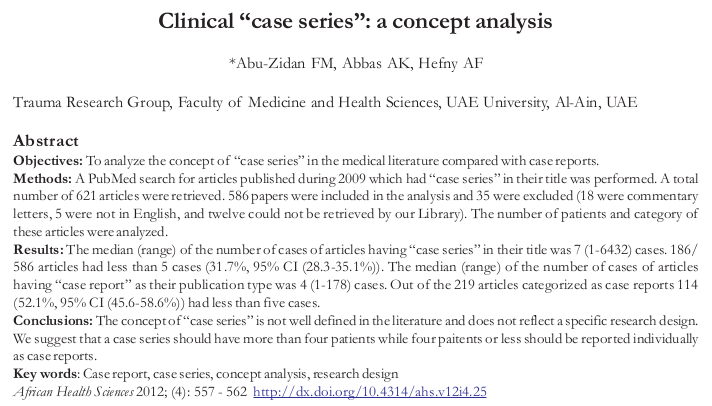 Clinical “case series”: a concept analysis
*Abu-Zidan FM, Abbas AK, Hefny AF
Trauma Research Group, Faculty of Medicine and Health Sciences, UAE University, Al-Ain, UAE
Abstract
Objectives: To analyze the concept of “case series” in the medical literature compared with case reports.
Methods: A PubMed search for articles published during 2009 which had “case series” in their title was performed. A total
number of 621 articles were retrieved. 586 papers were included in the analysis and 35 were excluded (18 were commentary
letters, 5 were not in English, and twelve could not be retrieved by our Library). The number of patients and category of
these articles were analyzed.
Results: The median (range) of the number of cases of articles having “case series” in their title was 7 (1-6432) cases. 186/
586 articles had less than 5 cases (31.7%, 95% CI (28.3-35.1%)). The median (range) of the number of cases of articles
having “case report” as their publication type was 4 (1-178) cases. Out of the 219 articles categorized as case reports 114
(52.1%, 95% CI (45.6-58.6%)) had less than five cases.
Conclusions: The concept of “case series” is not well defined in the literature and does not reflect a specific research design.
We suggest that a case series should have more than four patients while four paitents or less should be reported individually
as case reports.
Key words: Case report, case series, concept analysis, research design
African Health Sciences 2012; (4): 557 - 562 http://dx.doi.org/10.4314/ahs.v12i4.25